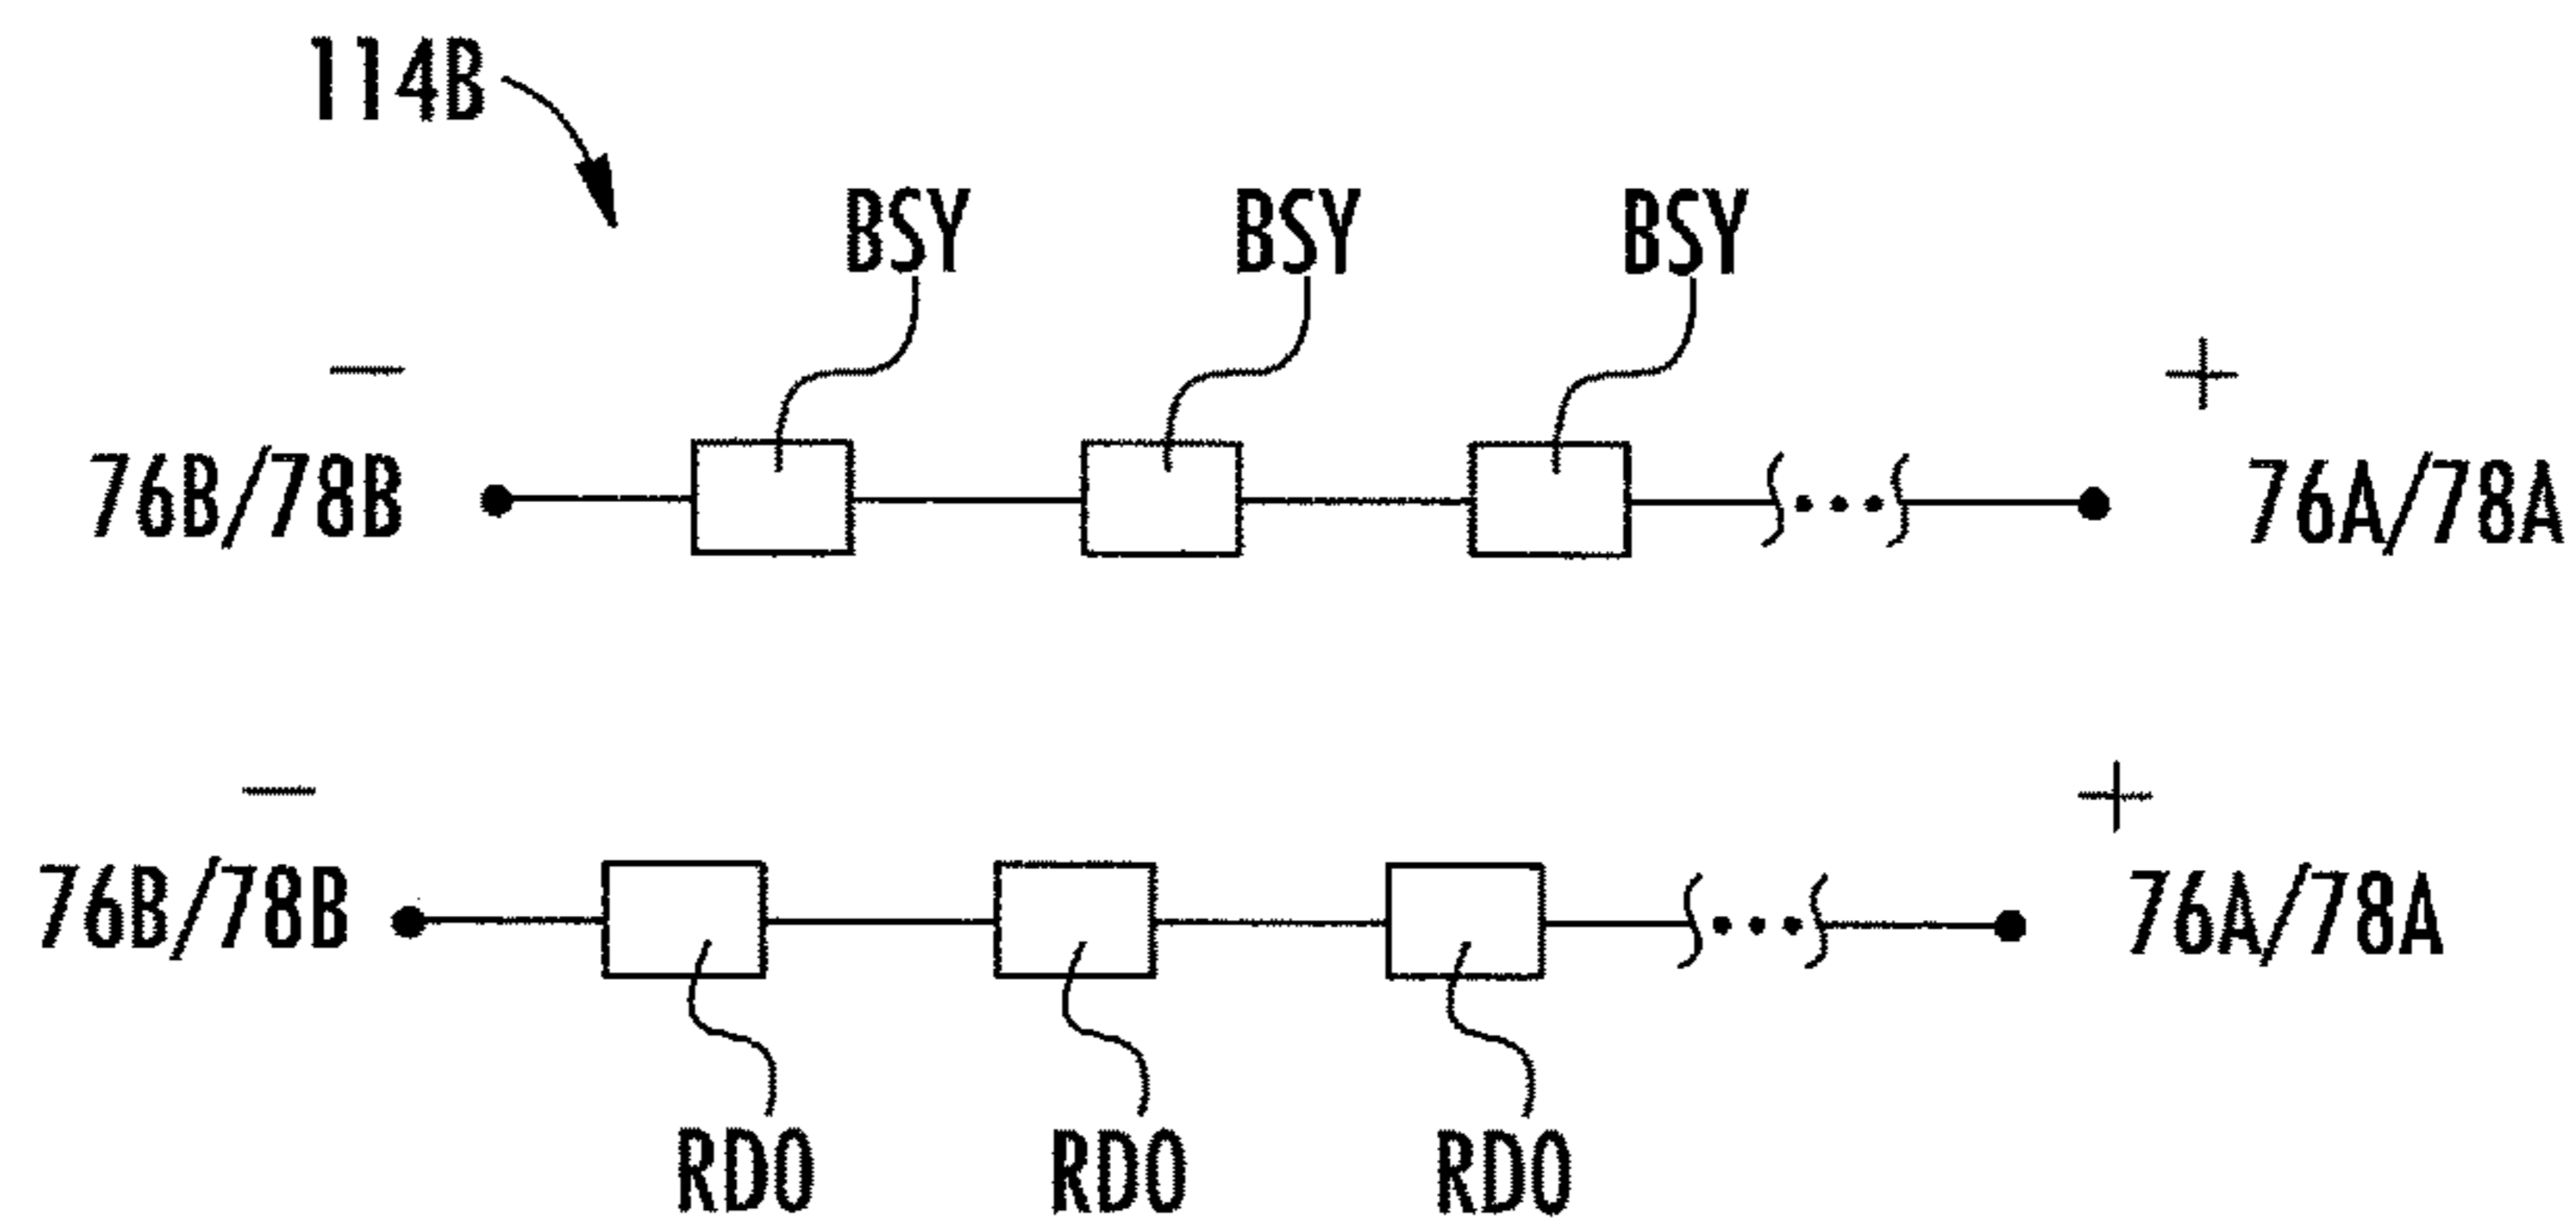 114B
BSY BSY BSY
− +
76B/78B ... 76A/78A
− +
76B/78B ... 76A/78A
RDO RDO RDO